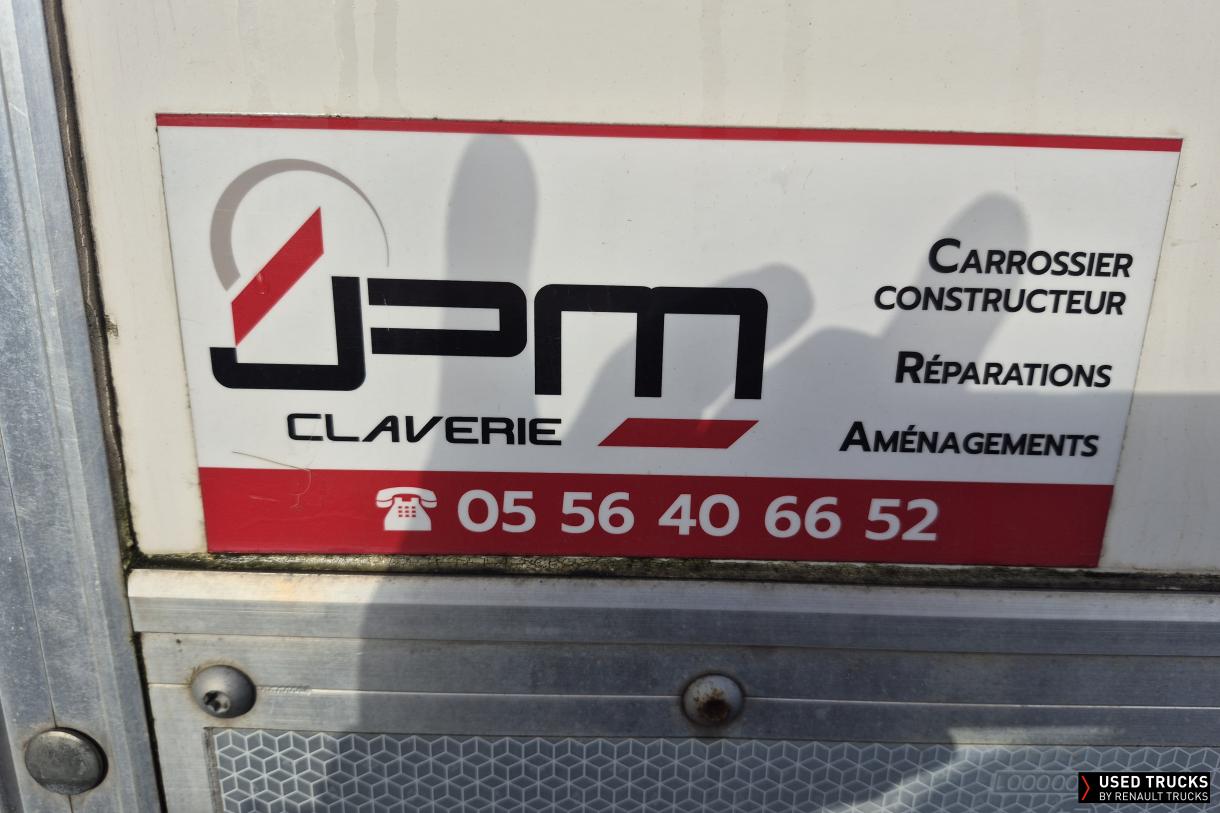 JPM
CLAVERIE
CARROSSIER
CONSTRUCTEUR
RÉPARATIONS
AMÉNAGEMENTS
05 56 40 66 52
USED TRUCKS
BY RENAULT TRUCKS